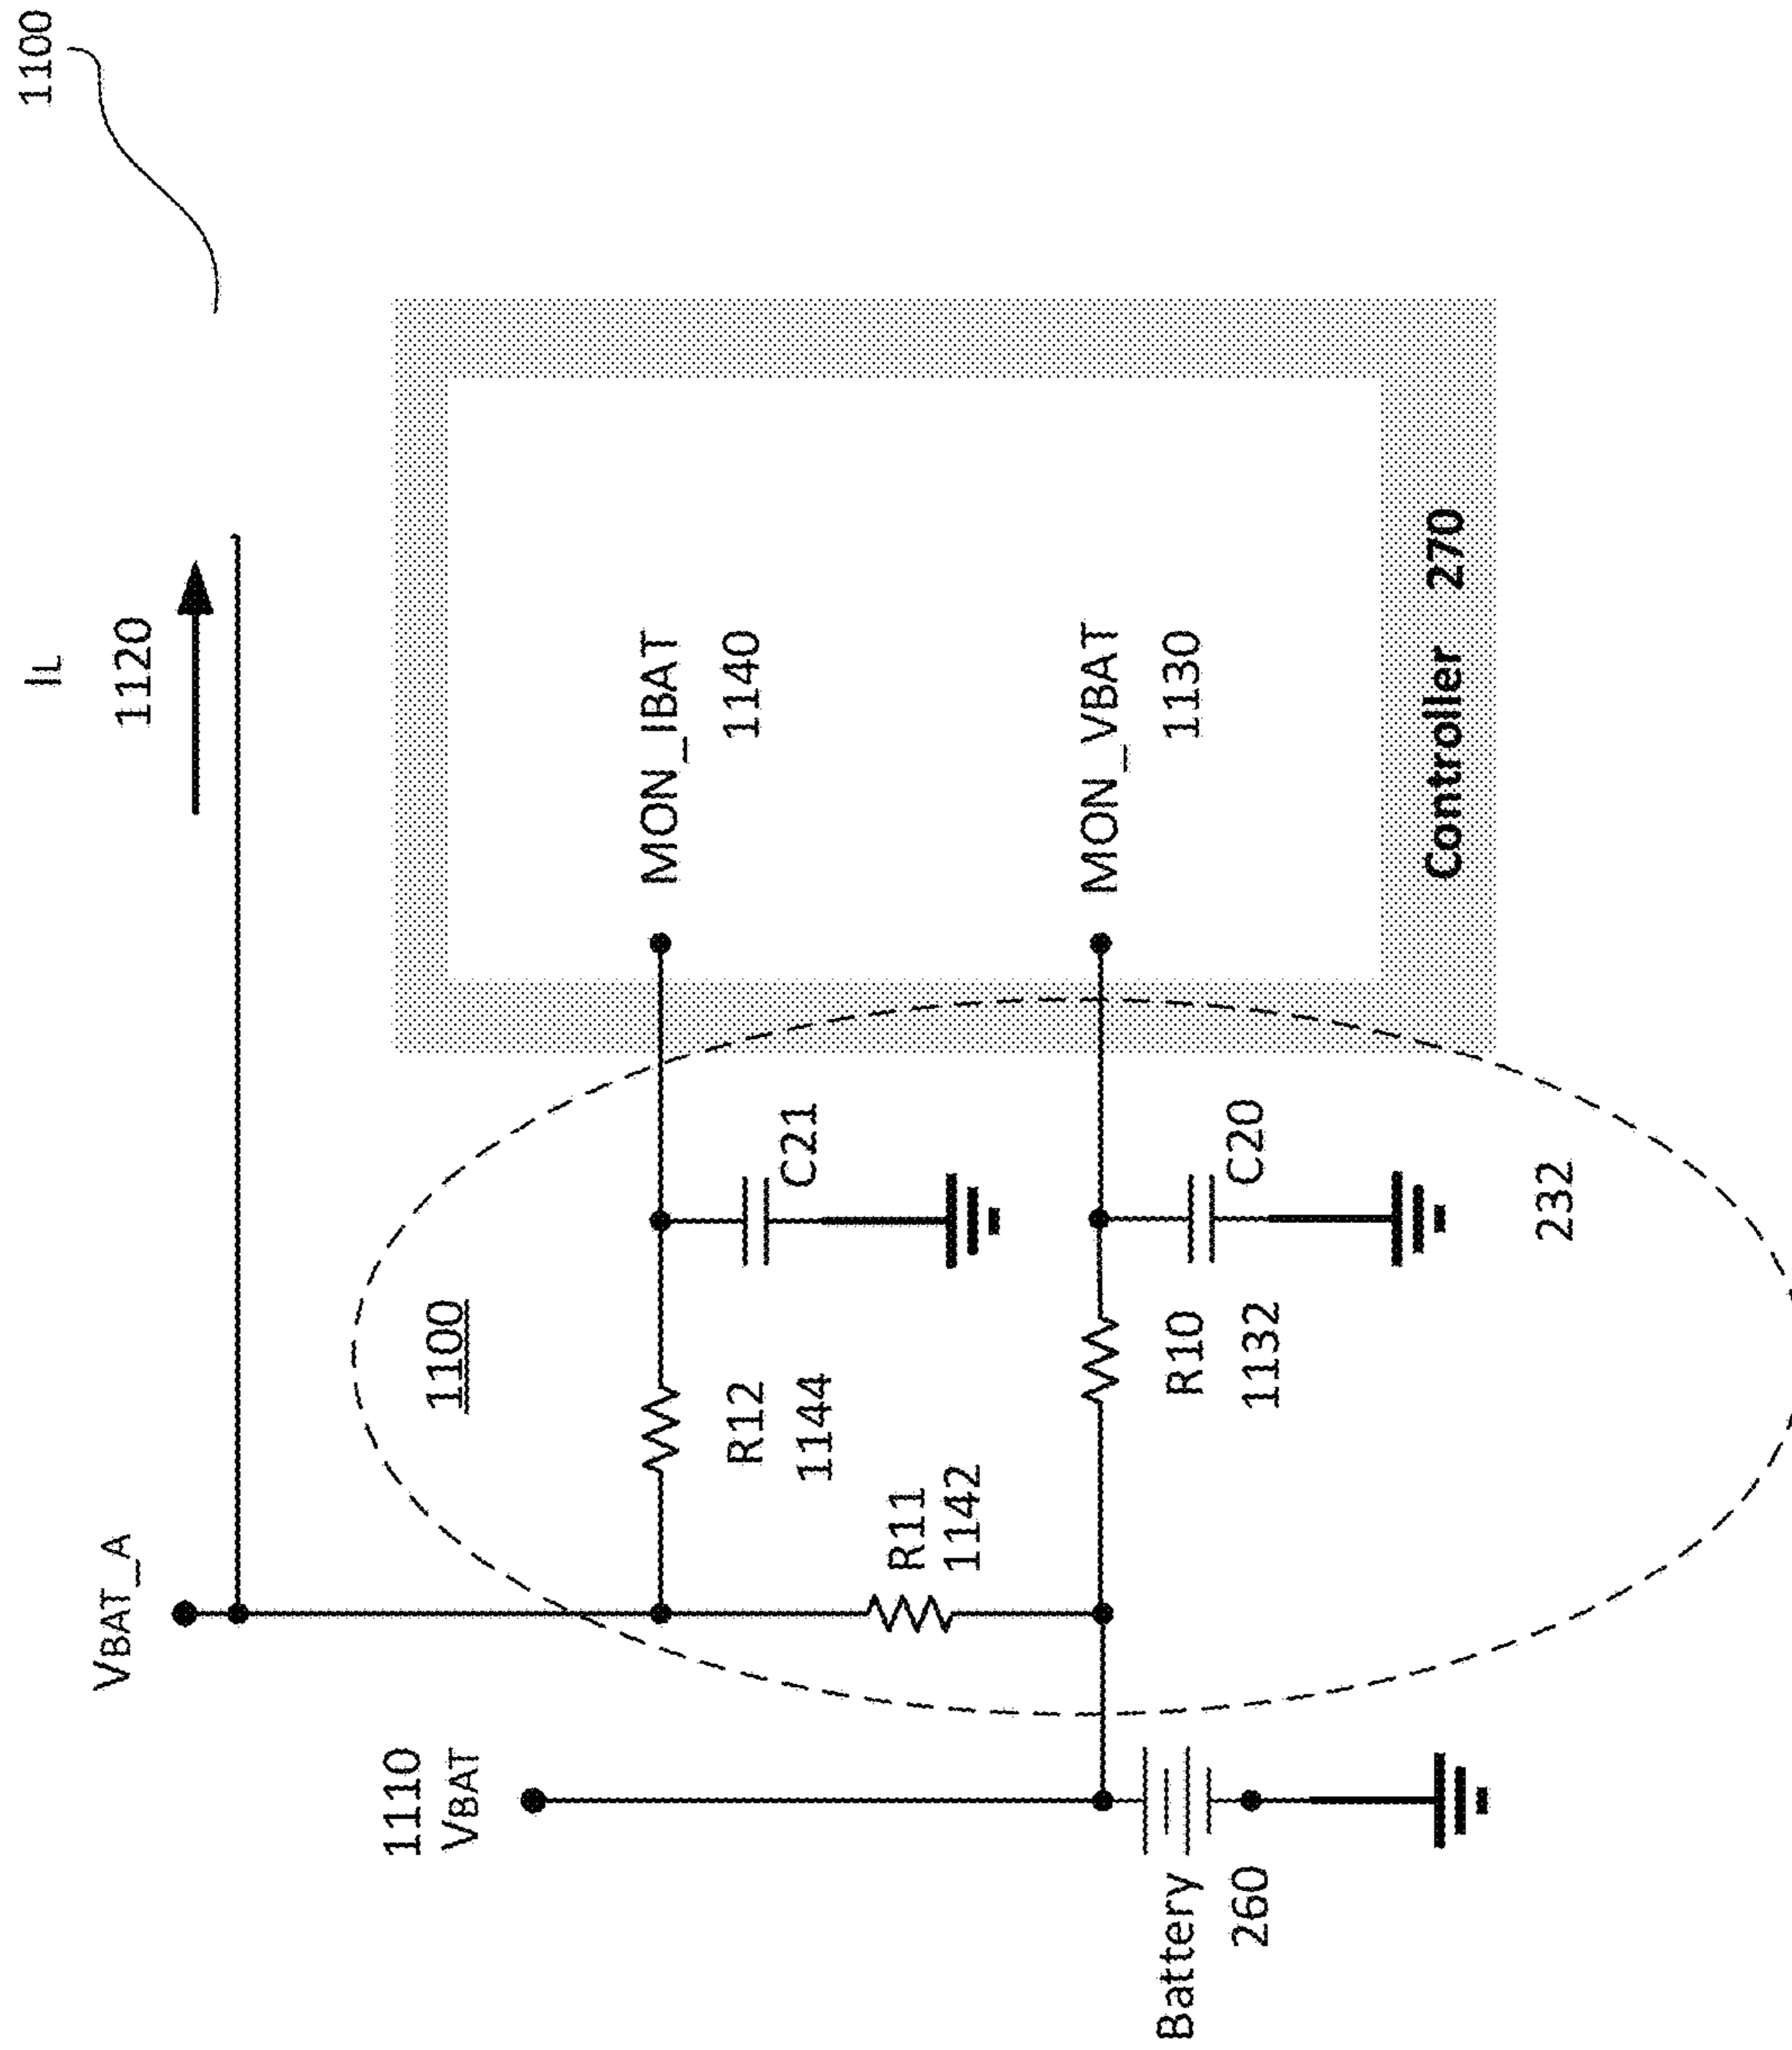 1100
IL
1120
VBAT_A
1110
VBAT
1100
MON_IBAT
1140
R12
1144
C21
R11
1142
MON_VBAT
1130
Battery
260
R10
1132
C20
232
Controller 270